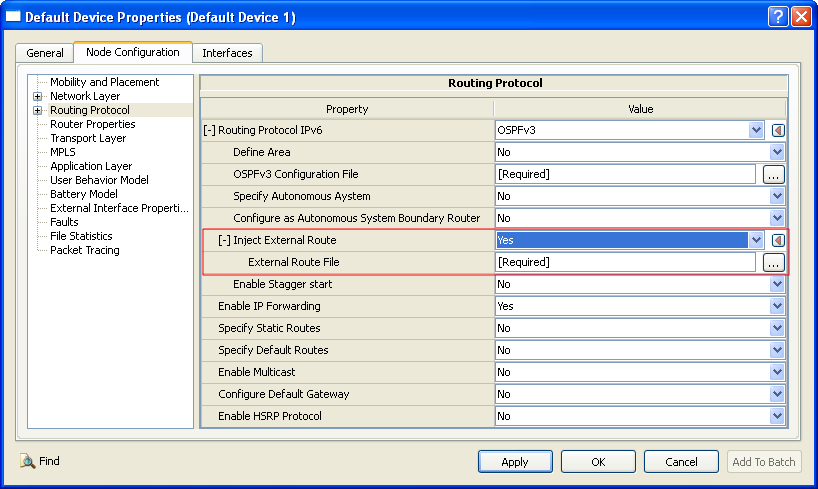 Default Device Properties (Default Device 1)
General Node Configuration Interfaces
Mobility and Placement
Network Layer
Routing Protocol
Router Properties
Transport Layer
MPLS
Application Layer
User Behavior Model
Battery Model
External Interface Properti...
Faults
File Statistics
Packet Tracing
Routing Protocol
Property Value
[-] Routing Protocol IPv6 OSPFv3
Define Area No
OSPFv3 Configuration File [Required] ...
Specify Autonomous Aystem No
Configure as Autonomous System Boundary Router No
[-] Inject External Route Yes
External Route File [Required] ...
Enable Stagger start No
Enable IP Forwarding Yes
Specify Static Routes No
Specify Default Routes No
Enable Multicast No
Configure Default Gateway No
Enable HSRP Protocol No
Find Apply OK Cancel Add To Batch